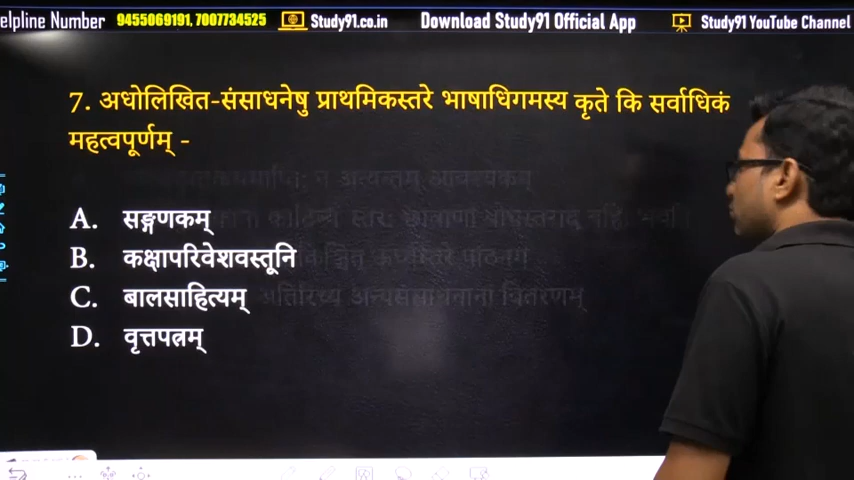 elpline Number 9455069191, 7007734525 Study91.co.in Download Study91 Official App Study91 YouTube Channel
7. अधोलिखित-संसाधनेषु प्राथमिकस्तरे भाषाधिगमस्य कृते कि सर्वाधिकं
महत्वपूर्णम् -
A. सङ्गणकम्
B. कक्षापरिवेशवस्तूनि
C. बालसाहित्यम्
D. वृत्तपत्नम्